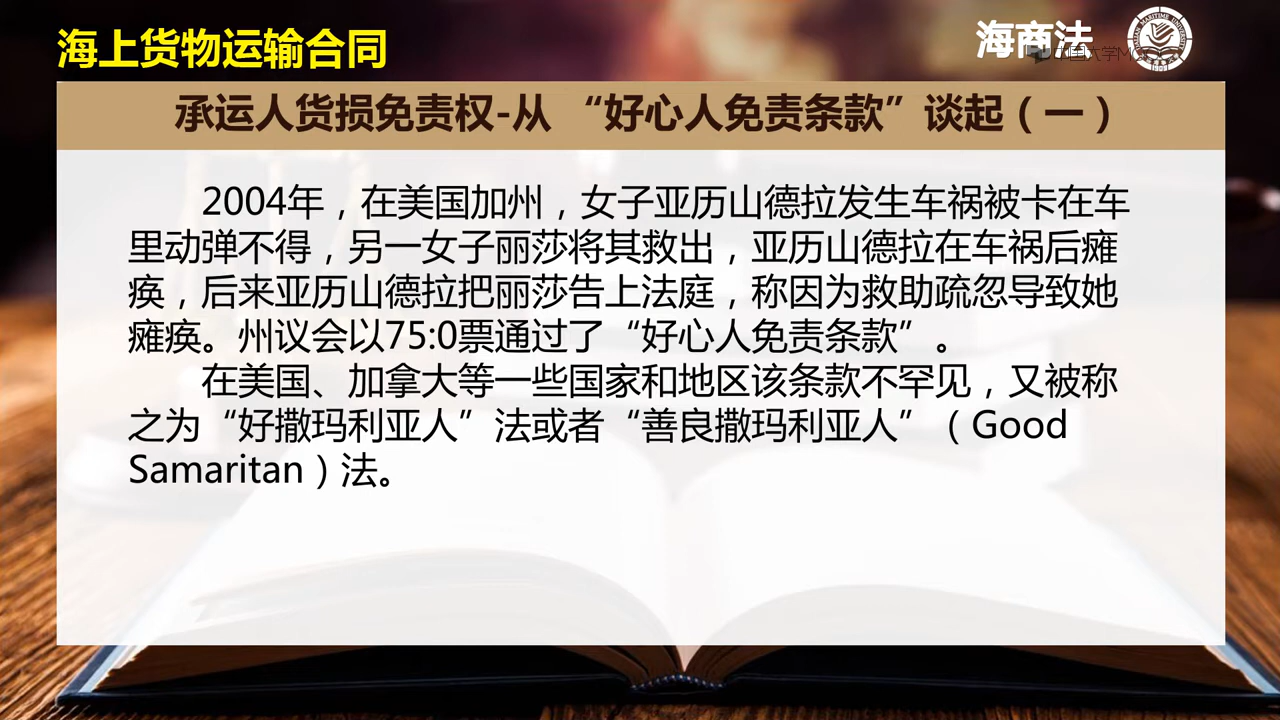 海上货物运输合同
海商法
中国大学M
承运人货损免责权-从 “好心人免责条款”谈起（一）
2004年，在美国加州，女子亚历山德拉发生车祸被卡在车
里动弹不得，另一女子丽莎将其救出，亚历山德拉在车祸后瘫
痪，后来亚历山德拉把丽莎告上法庭，称因为救助疏忽导致她
瘫痪。州议会以75:0票通过了“好心人免责条款”。
在美国、加拿大等一些国家和地区该条款不罕见，又被称
之为“好撒玛利亚人”法或者“善良撒玛利亚人”（Good
Samaritan）法。